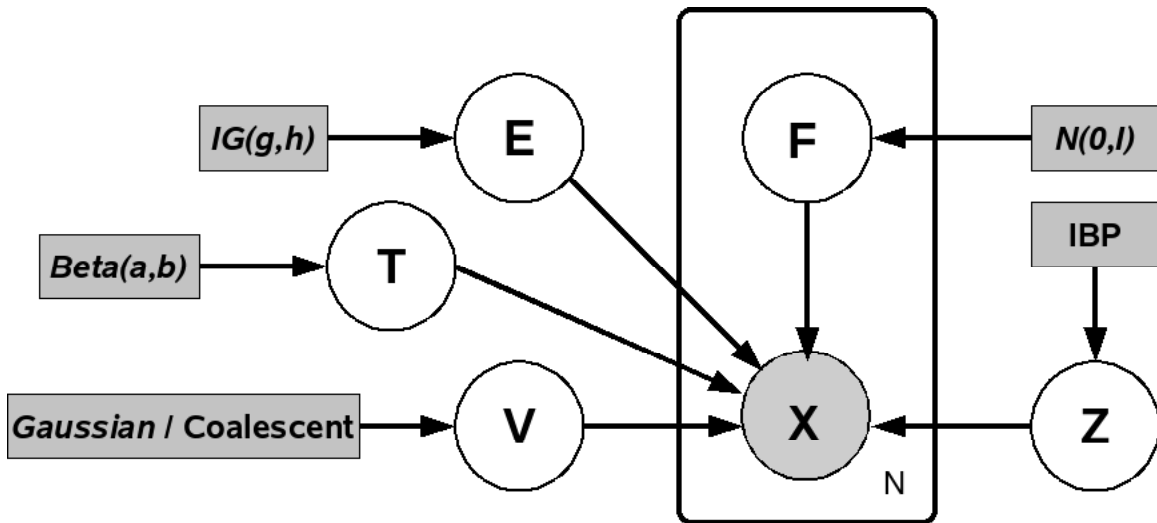 IG(g,h)
E
F
N(0,I)
Beta(a,b)
T
IBP
Gaussian / Coalescent
V
X
Z
N